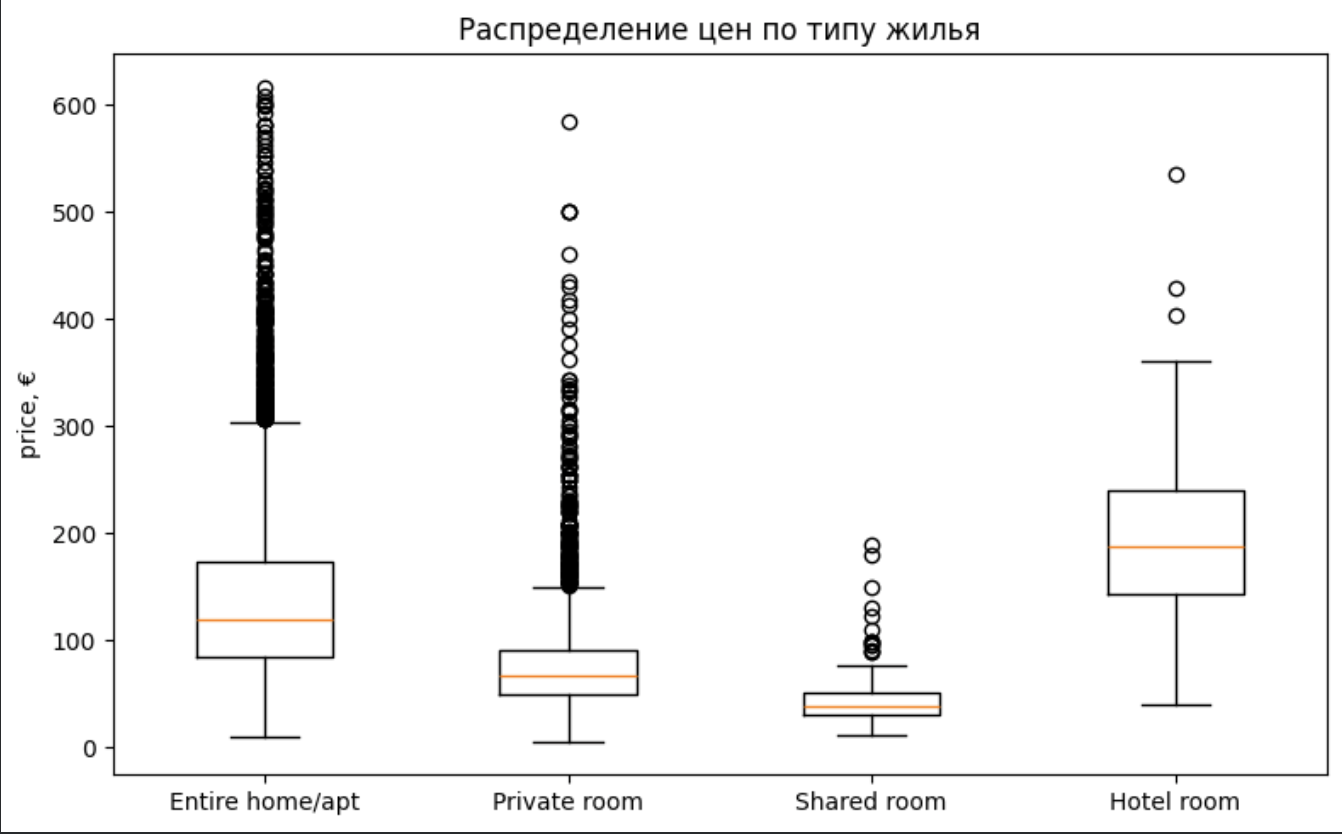 Распределение цен по типу жилья
600
500
400
300
200
100
0
price, €
Entire home/apt
Private room
Shared room
Hotel room